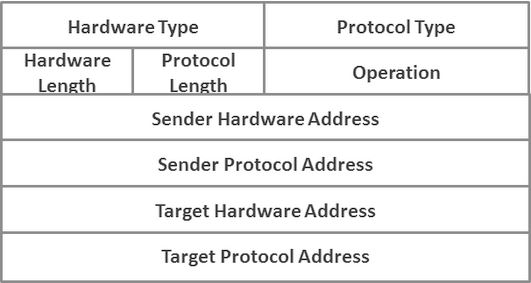 Hardware Type
Protocol Type
Hardware
Length
Protocol
Length
Operation
Sender Hardware Address
Sender Protocol Address
Target Hardware Address
Target Protocol Address